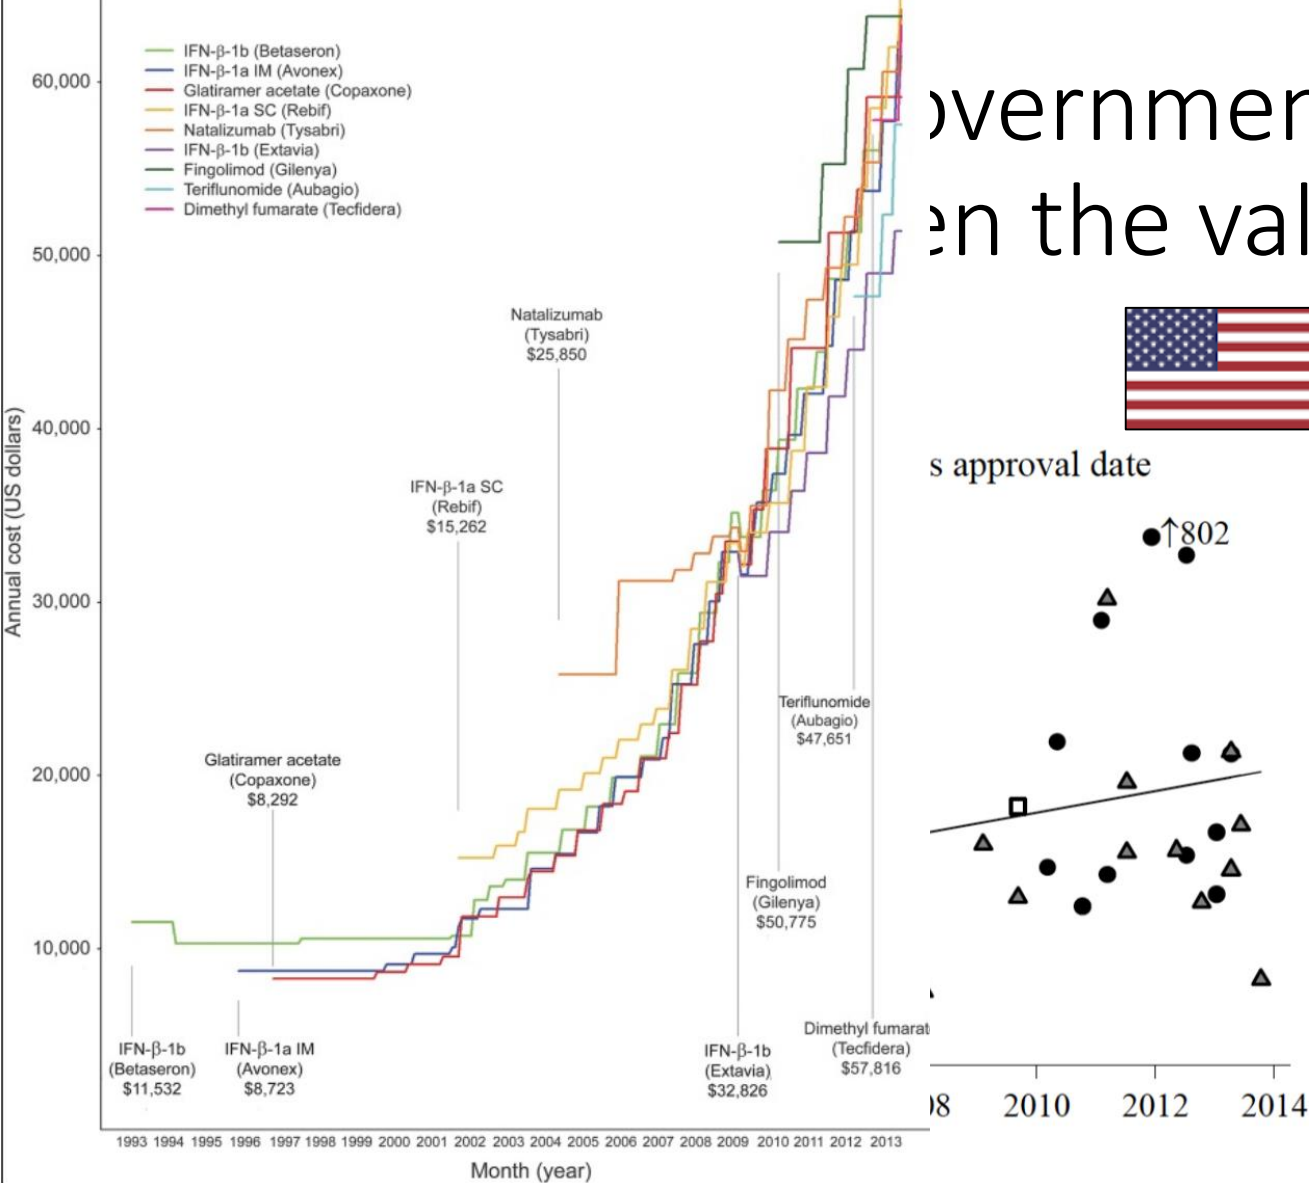 60,000
50,000
40,000
30,000
20,000
10,000
Annual cost (US dollars)
IFN-β-1b (Betaseron)
IFN-β-1a IM (Avonex)
Glatiramer acetate (Copaxone)
IFN-β-1a SC (Rebif)
Natalizumab (Tysabri)
IFN-β-1b (Extavia)
Fingolimod (Gilenya)
Teriflunomide (Aubagio)
Dimethyl fumarate (Tecfidera)
Natalizumab
(Tysabri)
$25,850
IFN-β-1a SC
(Rebif)
$15,262
Glatiramer acetate
(Copaxone)
$8,292
Teriflunomide
(Aubagio)
$47,651
Fingolimod
(Gilenya)
$50,775
IFN-β-1b
(Betaseron)
$11,532
IFN-β-1a IM
(Avonex)
$8,723
IFN-β-1b
(Extavia)
$32,826
Dimethyl fumarat
(Tecfidera)
$57,816
1993 1994 1995 1996 1997 1998 1999 2000 2001 2002 2003 2004 2005 2006 2007 2008 2009 2010 2011 2012 2013
Month (year)
overnmen
en the val
s approval date
↑802
08 2010 2012 2014